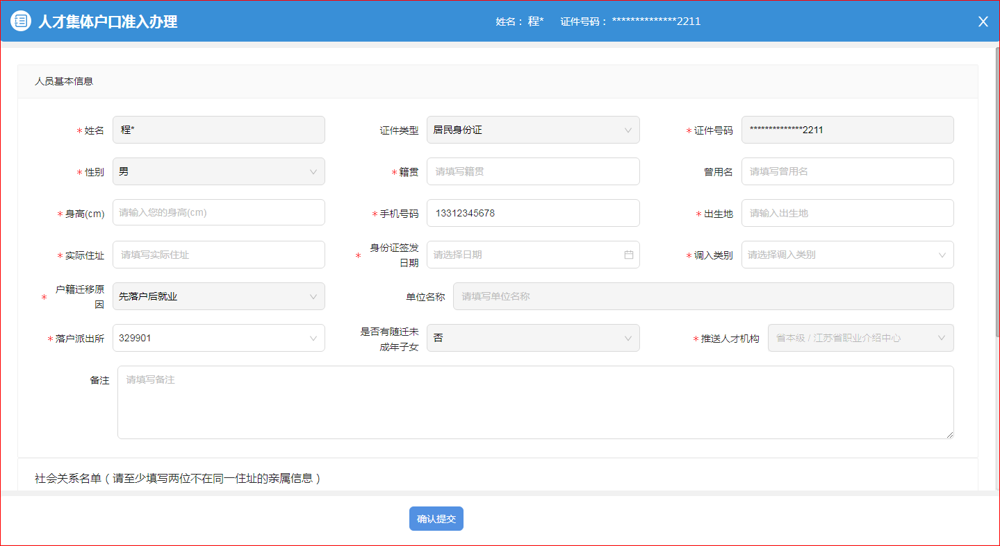 人才集体户口准入办理 姓名： 程* 证件号码： **************2211
人员基本信息
* 姓名 程* 证件类型 居民身份证 * 证件号码 **************2211
* 性别 男 * 籍贯 请填写籍贯 曾用名 请填写曾用名
* 身高(cm) 请输入您的身高(cm) * 手机号码 13312345678 * 出生地 请输入出生地
* 实际住址 请填写实际住址 * 身份证签发日期 请选择日期 * 调入类别 请选择调入类别
* 户籍迁移原因 先落户后就业 单位名称 请填写单位名称
* 落户派出所 329901 是否有随迁未成年子女 否 * 推送人才机构 省本级 / 江苏省职业介绍中心
备注 请填写备注
社会关系名单（请至少填写两位不在同一住址的亲属信息）
确认提交